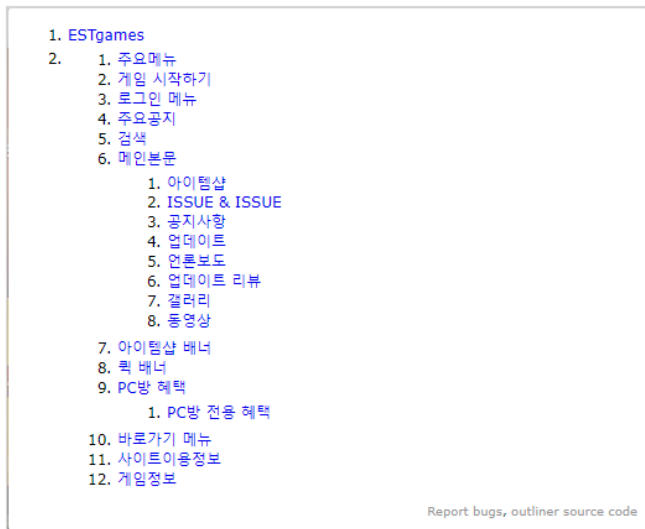 1. ESTgames
2. 1. 주요메뉴
2. 게임 시작하기
3. 로그인 메뉴
4. 주요공지
5. 검색
6. 메인본문
1. 아이템샵
2. ISSUE & ISSUE
3. 공지사항
4. 업데이트
5. 언론보도
6. 업데이트 리뷰
7. 갤러리
8. 동영상
7. 아이템샵 배너
8. 퀵 배너
9. PC방 혜택
1. PC방 전용 혜택
10. 바로가기 메뉴
11. 사이트이용정보
12. 게임정보
Report bugs, outliner source code